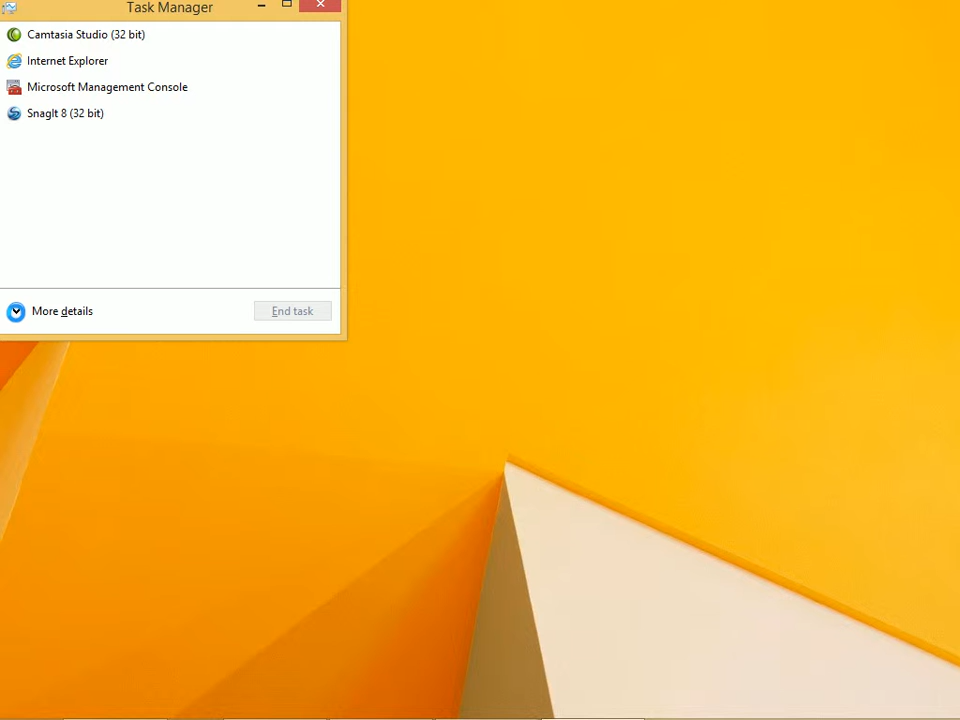 Task Manager
Camtasia Studio (32 bit)
Internet Explorer
Microsoft Management Console
SnagIt 8 (32 bit)
More details
End task